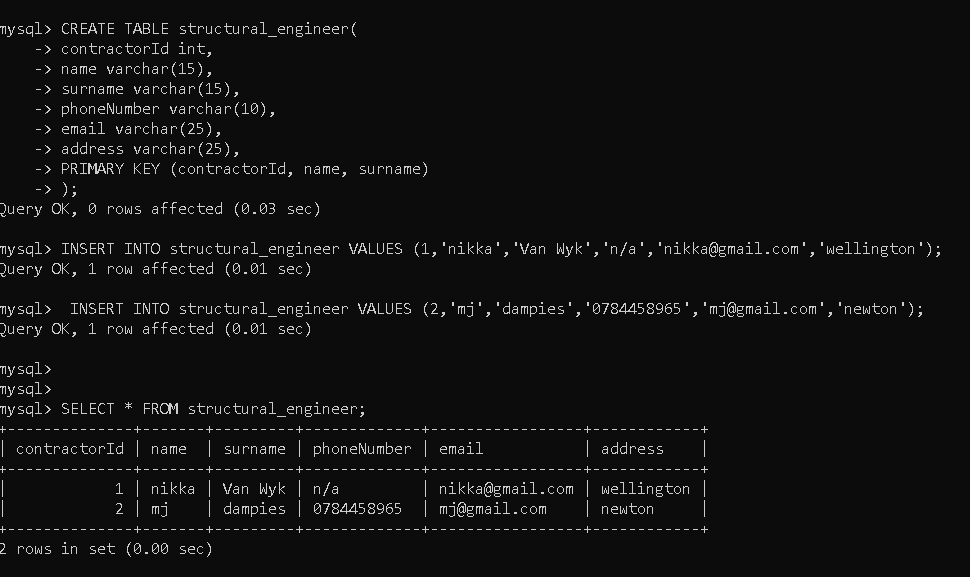 mysql> CREATE TABLE structural_engineer(
    -> contractorId int,
    -> name varchar(15),
    -> surname varchar(15),
    -> phoneNumber varchar(10),
    -> email varchar(25),
    -> address varchar(25),
    -> PRIMARY KEY (contractorId, name, surname)
    -> );
Query OK, 0 rows affected (0.03 sec)

mysql> INSERT INTO structural_engineer VALUES (1,'nikka','Van Wyk','n/a','nikka@gmail.com','wellington');
Query OK, 1 row affected (0.01 sec)

mysql>  INSERT INTO structural_engineer VALUES (2,'mj','dampies','0784458965','mj@gmail.com','newton');
Query OK, 1 row affected (0.01 sec)

mysql>
mysql>
mysql> SELECT * FROM structural_engineer;
+--------------+-------+---------+-------------+-----------------+------------+
| contractorId | name  | surname | phoneNumber | email           | address    |
+--------------+-------+---------+-------------+-----------------+------------+
|            1 | nikka | Van Wyk | n/a         | nikka@gmail.com | wellington |
|            2 | mj    | dampies | 0784458965  | mj@gmail.com    | newton     |
+--------------+-------+---------+-------------+-----------------+------------+
2 rows in set (0.00 sec)